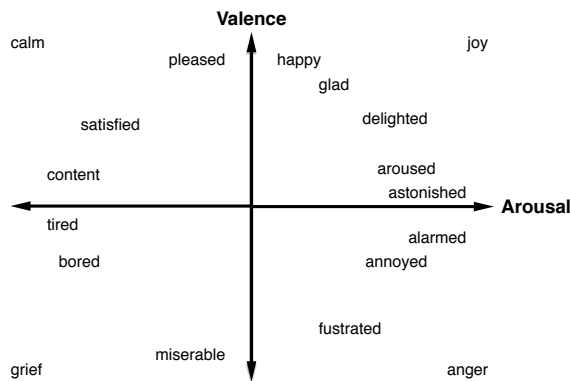 Valence
calm
joy
pleased
happy
glad
delighted
satisfied
aroused
content
astonished
Arousal
tired
alarmed
bored
annoyed
fustrated
miserable
grief
anger